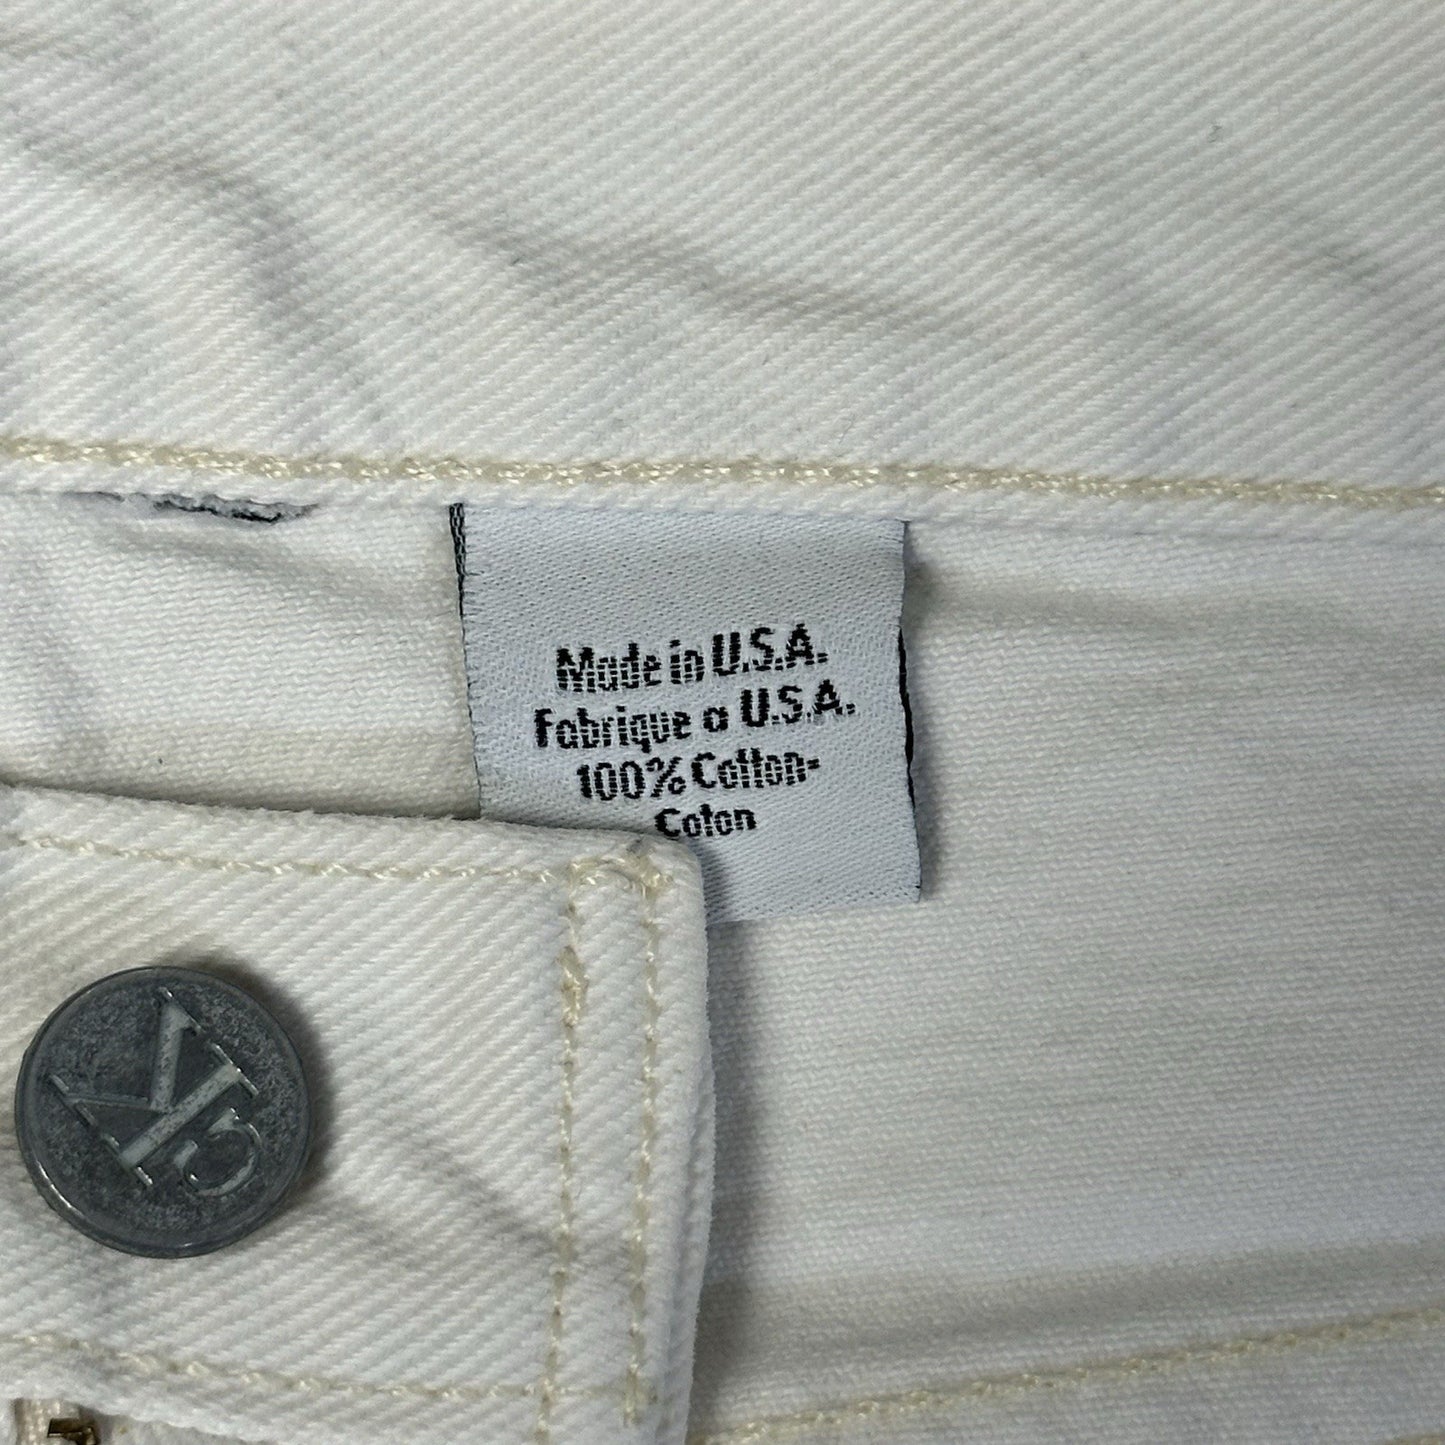 Made in U.S.A.
Fabrique a U.S.A.
100% Cotton-
Coton